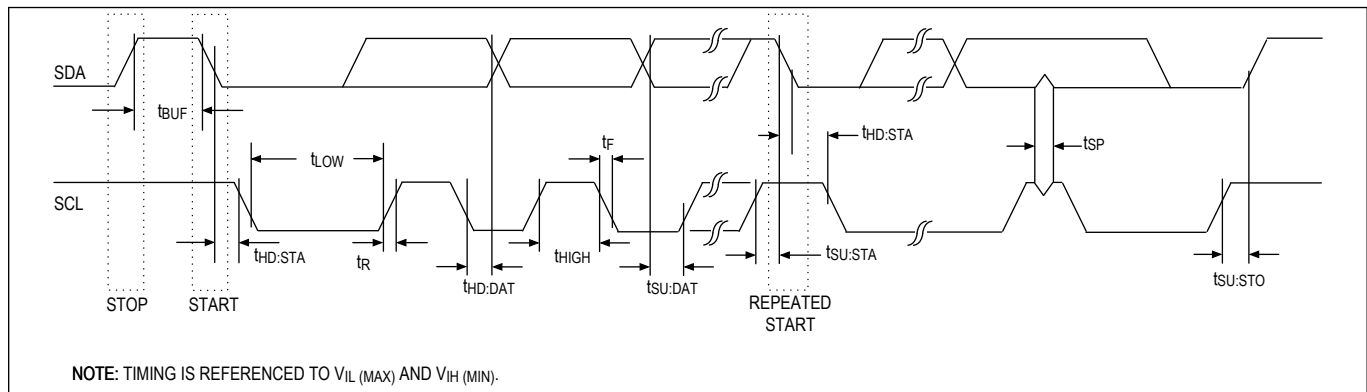 SDA
tBUF
tLOW
tF
tHD:STA
tSP
SCL
tHD:STA
tR
tHD:DAT
tHIGH
tSU:DAT
tSU:STA
tSU:STO
STOP
START
REPEATED
START
NOTE: TIMING IS REFERENCED TO VIL (MAX) AND VIH (MIN).